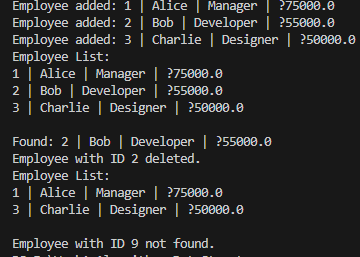 Employee added: 1 | Alice | Manager | ?75000.0
Employee added: 2 | Bob | Developer | ?55000.0
Employee added: 3 | Charlie | Designer | ?50000.0
Employee List:
1 | Alice | Manager | ?75000.0
2 | Bob | Developer | ?55000.0
3 | Charlie | Designer | ?50000.0
Found: 2 | Bob | Developer | ?55000.0
Employee with ID 2 deleted.
Employee List:
1 | Alice | Manager | ?75000.0
3 | Charlie | Designer | ?50000.0
Employee with ID 9 not found.